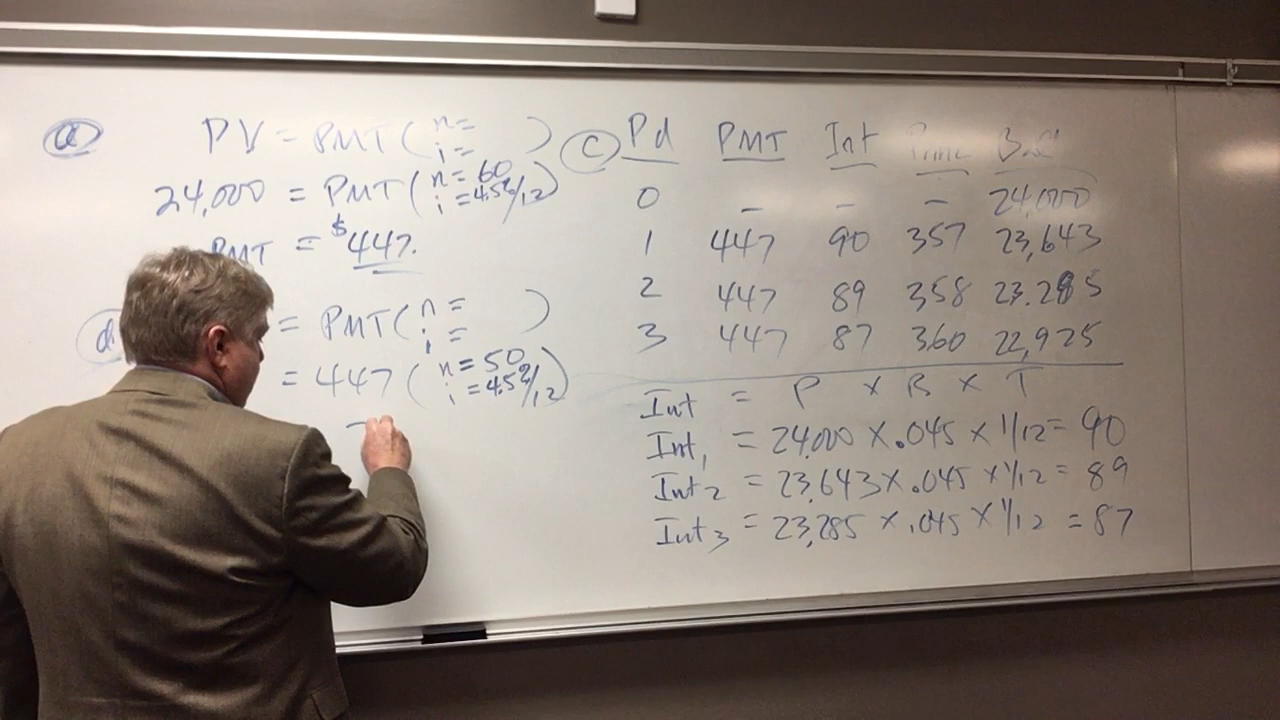 a PV = PMT ( n= i= )
24,000 = PMT ( n=60 i=4.5%/12 )
PMT = $447.
d = PMT ( n= i= )
= 447 ( n=50 i=4.5%/12 )
c Pd PMT Int Princ Bal
0 - - - 24,000
1 447 90 357 23,643
2 447 89 358 23.285
3 447 87 360 22,925
Int = P × R × T
Int1 = 24,000 × .045 × 1/12 = 90
Int2 = 23,643 × .045 × 1/12 = 89
Int3 = 23,285 × .045 × 1/12 = 87